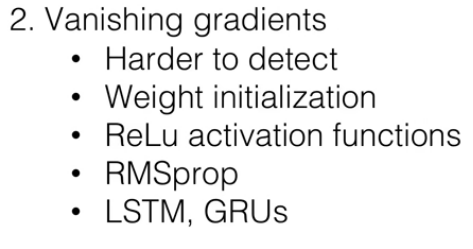 2. Vanishing gradients
• Harder to detect
• Weight initialization
• ReLu activation functions
• RMSprop
• LSTM, GRUs